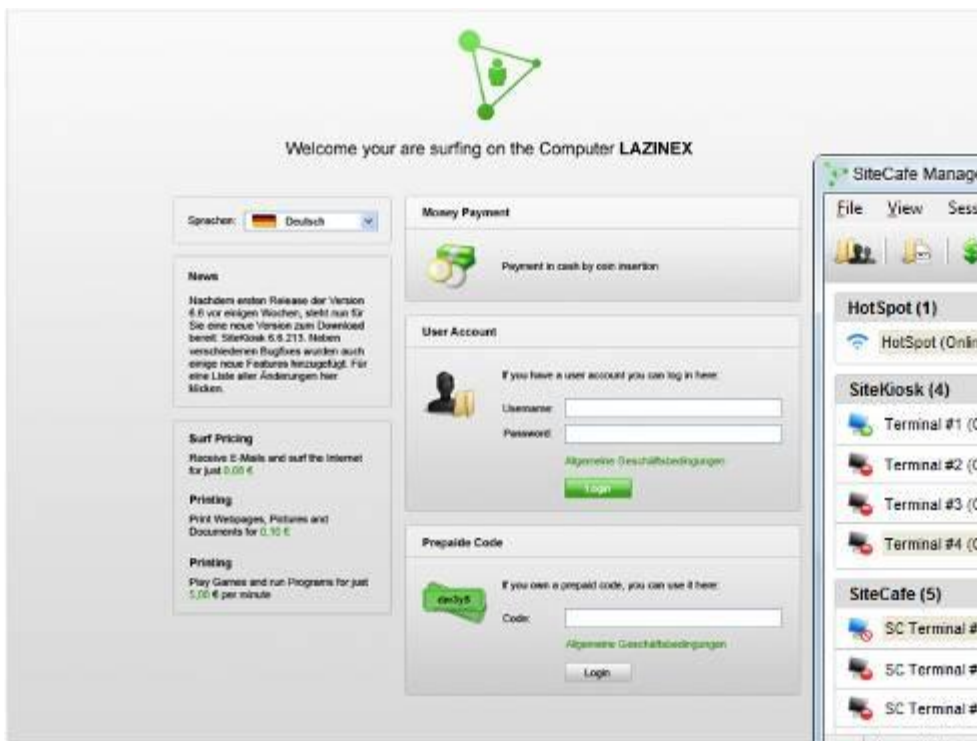 Welcome your are surfing on the Computer LAZINEX
Sprachen: Deutsch
News
Nachdem ersten Release der Version
6.6 vor einigen Wochen, steht nun für
Sie eine neue Version zum Download
bereit. SiteKiosk 6.6.213. Neben
verschiedenen Bugfixes wurden auch
einige neue Features hinzugefügt. Für
eine Liste aller Änderungen hier
klicken.
Surf Pricing
Receive E-Mails and surf the Internet
for just €
Printing
Print Webpages, Pictures and
Documents for 0,10 €
Printing
Play Games and run Programs for just
5,00 € per minute
Money Payment
Payment in cash by coin insertion
User Account
If you have a user account you can log in here:
Username:
Password:
Allgemeine Geschäftsbedingungen
Login
Prepaide Code
dav3y5
If you own a prepaid code, you can use it here:
Code:
Allgemeine Geschäftsbedingungen
Login
SiteCafe Manage
File View Sess
HotSpot (1)
HotSpot (Onlin
SiteKiosk (4)
Terminal #1 (O
Terminal #2 (O
Terminal #3 (O
Terminal #4 (O
SiteCafe (5)
SC Terminal #
SC Terminal #
SC Terminal #